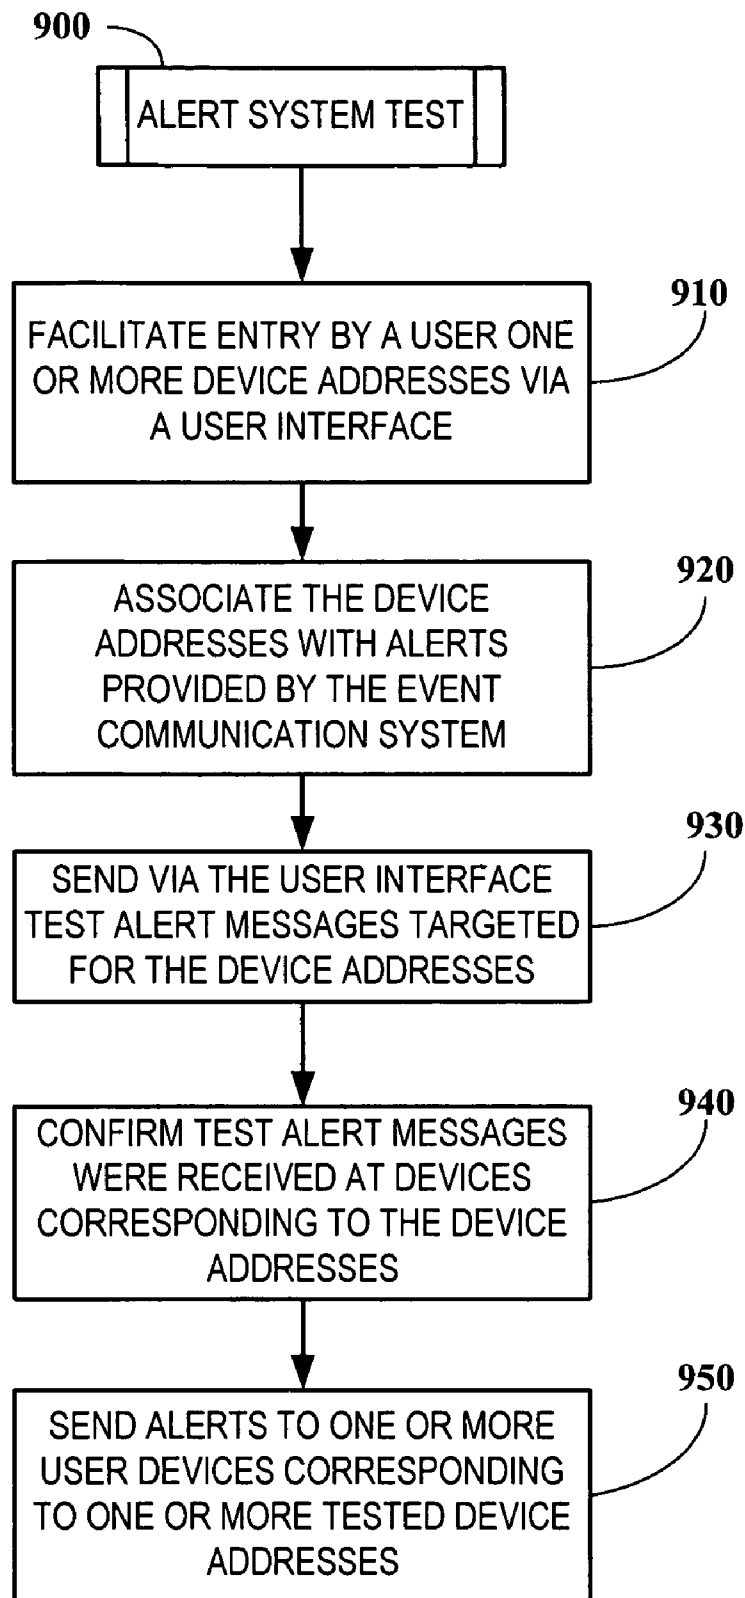 900
ALERT SYSTEM TEST
910
FACILITATE ENTRY BY A USER ONE
OR MORE DEVICE ADDRESSES VIA
A USER INTERFACE
920
ASSOCIATE THE DEVICE
ADDRESSES WITH ALERTS
PROVIDED BY THE EVENT
COMMUNICATION SYSTEM
930
SEND VIA THE USER INTERFACE
TEST ALERT MESSAGES TARGETED
FOR THE DEVICE ADDRESSES
940
CONFIRM TEST ALERT MESSAGES
WERE RECEIVED AT DEVICES
CORRESPONDING TO THE DEVICE
ADDRESSES
950
SEND ALERTS TO ONE OR MORE
USER DEVICES CORRESPONDING
TO ONE OR MORE TESTED DEVICE
ADDRESSES